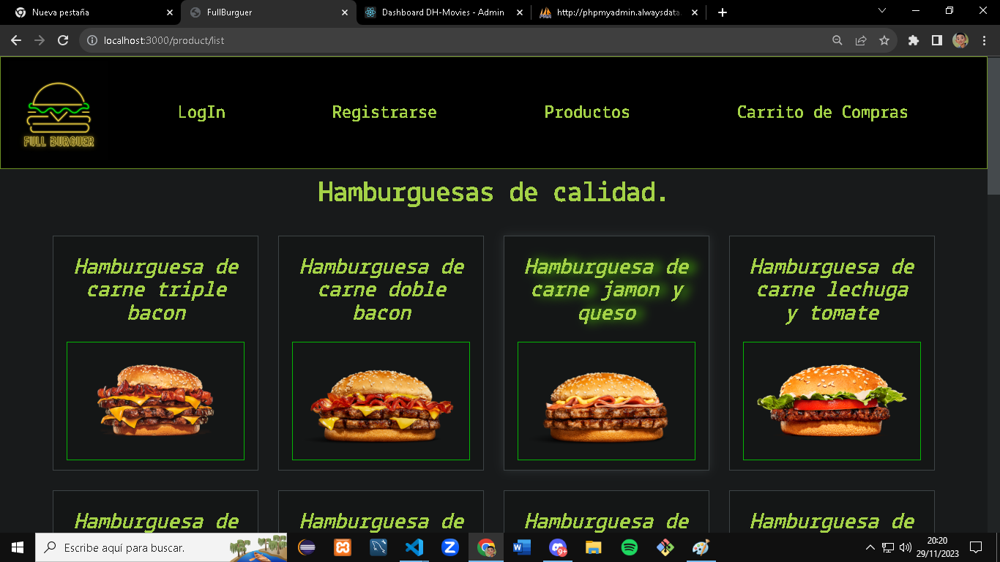 Nueva pestaña
FullBurguer
Dashboard DH-Movies - Admin
http://phpmyadmin.alwaysdata.
localhost:3000/product/list
FULL BURGUER
LogIn
Registrarse
Productos
Carrito de Compras
Hamburguesas de calidad.
Hamburguesa de
carne triple
bacon
Hamburguesa de
carne doble
bacon
Hamburguesa de
carne jamon y
queso
Hamburguesa de
carne lechuga
y tomate
Hamburguesa de
Hamburguesa de
Hamburguesa de
Hamburguesa de
Escribe aquí para buscar.
9+
20:20
29/11/2023